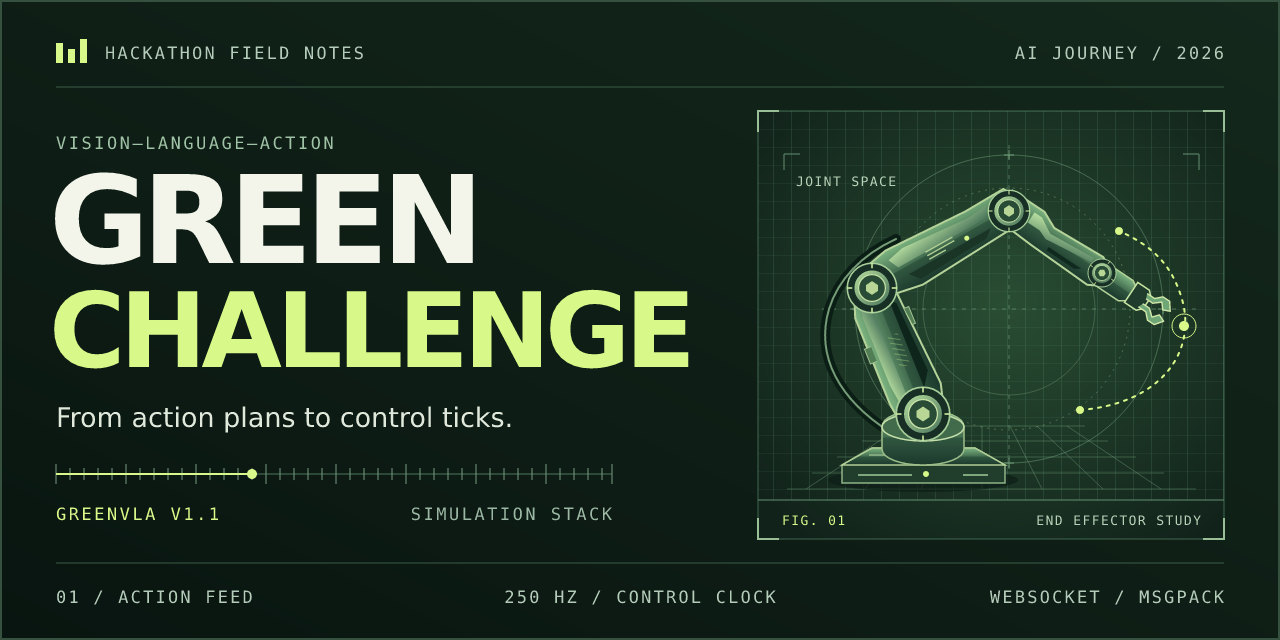 HACKATHON FIELD NOTES
AI JOURNEY / 2026
VISION—LANGUAGE—ACTION
GREEN
CHALLENGE
From action plans to control ticks.
GREENVLA V1.1
SIMULATION STACK
JOINT SPACE
FIG. 01
END EFFECTOR STUDY
01 / ACTION FEED
250 HZ / CONTROL CLOCK
WEBSOCKET / MSGPACK